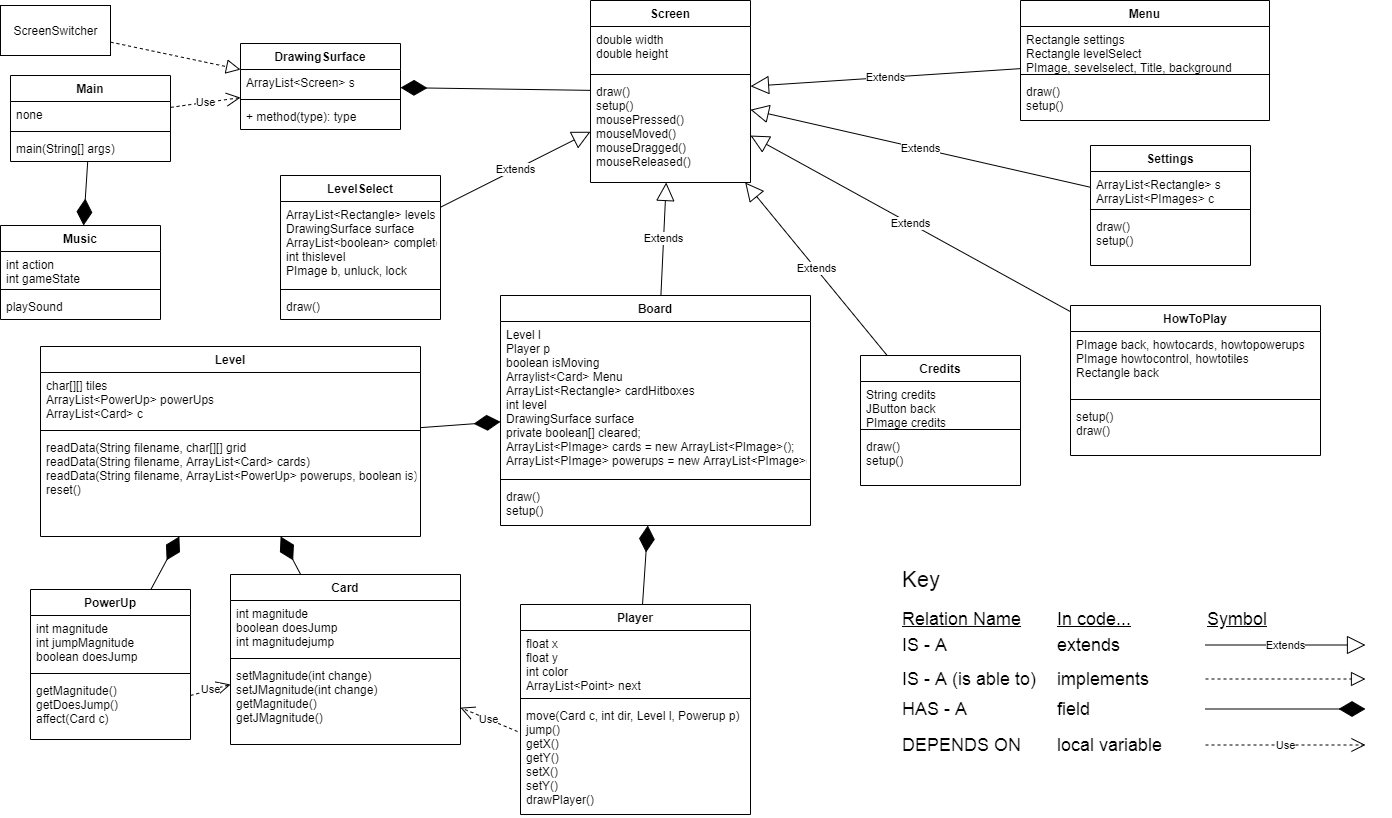 ScreenSwitcher
DrawingSurface
ArrayList<Screen> s
+ method(type): type
Main
none
main(String[] args)
Use
Music
int action
int gameState
playSound
Screen
double width
double height
draw()
setup()
mousePressed()
mouseMoved()
mouseDragged()
mouseReleased()
Menu
Rectangle settings
Rectangle levelSelect
PImage, sevelselect, Title, background
draw()
setup()
Extends
Settings
ArrayList<Rectangle> s
ArrayList<PImages> c
draw()
setup()
Extends
LevelSelect
ArrayList<Rectangle> levels
DrawingSurface surface
ArrayList<boolean> complet
int thislevel
PImage b, unluck, lock
draw()
Extends
Extends
Extends
Extends
HowToPlay
PImage back, howtocards, howtopowerups
PImage howtocontrol, howtotiles
Rectangle back
setup()
draw()
Credits
String credits
JButton back
PImage credits
draw()
setup()
Board
Level l
Player p
boolean isMoving
Arraylist<Card> Menu
ArrayList<Rectangle> cardHitboxes
int level
DrawingSurface surface
private boolean[] cleared;
ArrayList<PImage> cards = new ArrayList<PImage>();
ArrayList<PImage> powerups = new ArrayList<PImage>
draw()
setup()
Level
char[][] tiles
ArrayList<PowerUp> powerUps
ArrayList<Card> c
readData(String filename, char[][] grid
readData(String filename, ArrayList<Card> cards)
readData(String filename, ArrayList<PowerUp> powerups, boolean is)
reset()
PowerUp
int magnitude
int jumpMagnitude
boolean doesJump
getMagnitude()
getDoesJump()
affect(Card c)
Use
Card
int magnitude
boolean doesJump
int magnitudejump
setMagnitude(int change)
setJMagnitude(int change)
getMagnitude()
getJMagnitude()
Use
Player
float x
float y
int color
ArrayList<Point> next
move(Card c, int dir, Level l, Powerup p)
jump()
getX()
getY()
setX()
setY()
drawPlayer()
Key
Relation Name In code... Symbol
IS - A extends Extends
IS - A (is able to) implements
HAS - A field
DEPENDS ON local variable Use